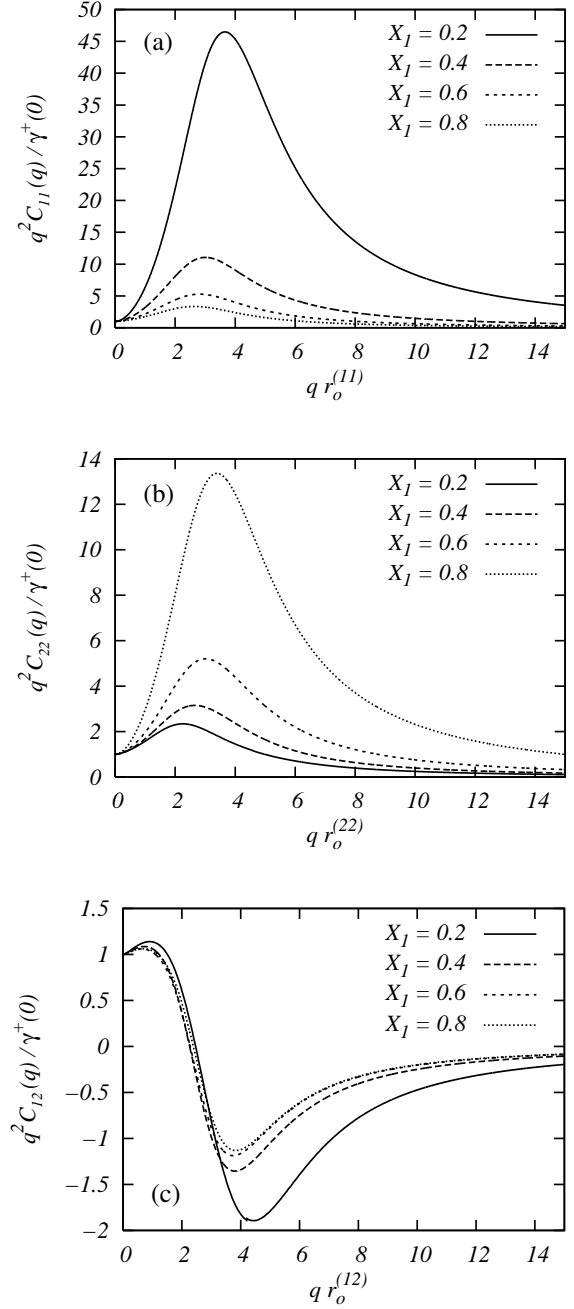 50
45
40
35
30
25
20
15
10
5
0
q²C₁₁(q)/γ⁺(0)
(a)
X₁ = 0.2
X₁ = 0.4
X₁ = 0.6
X₁ = 0.8
0 2 4 6 8 10 12 14
q r₀⁽¹¹⁾
14
12
10
8
6
4
2
0
q²C₂₂(q)/γ⁺(0)
(b)
X₁ = 0.2
X₁ = 0.4
X₁ = 0.6
X₁ = 0.8
0 2 4 6 8 10 12 14
q r₀⁽²²⁾
1.5
1
0.5
0
−0.5
−1
−1.5
−2
q²C₁₂(q)/γ⁺(0)
X₁ = 0.2
X₁ = 0.4
X₁ = 0.6
X₁ = 0.8
(c)
0 2 4 6 8 10 12 14
q r₀⁽¹²⁾